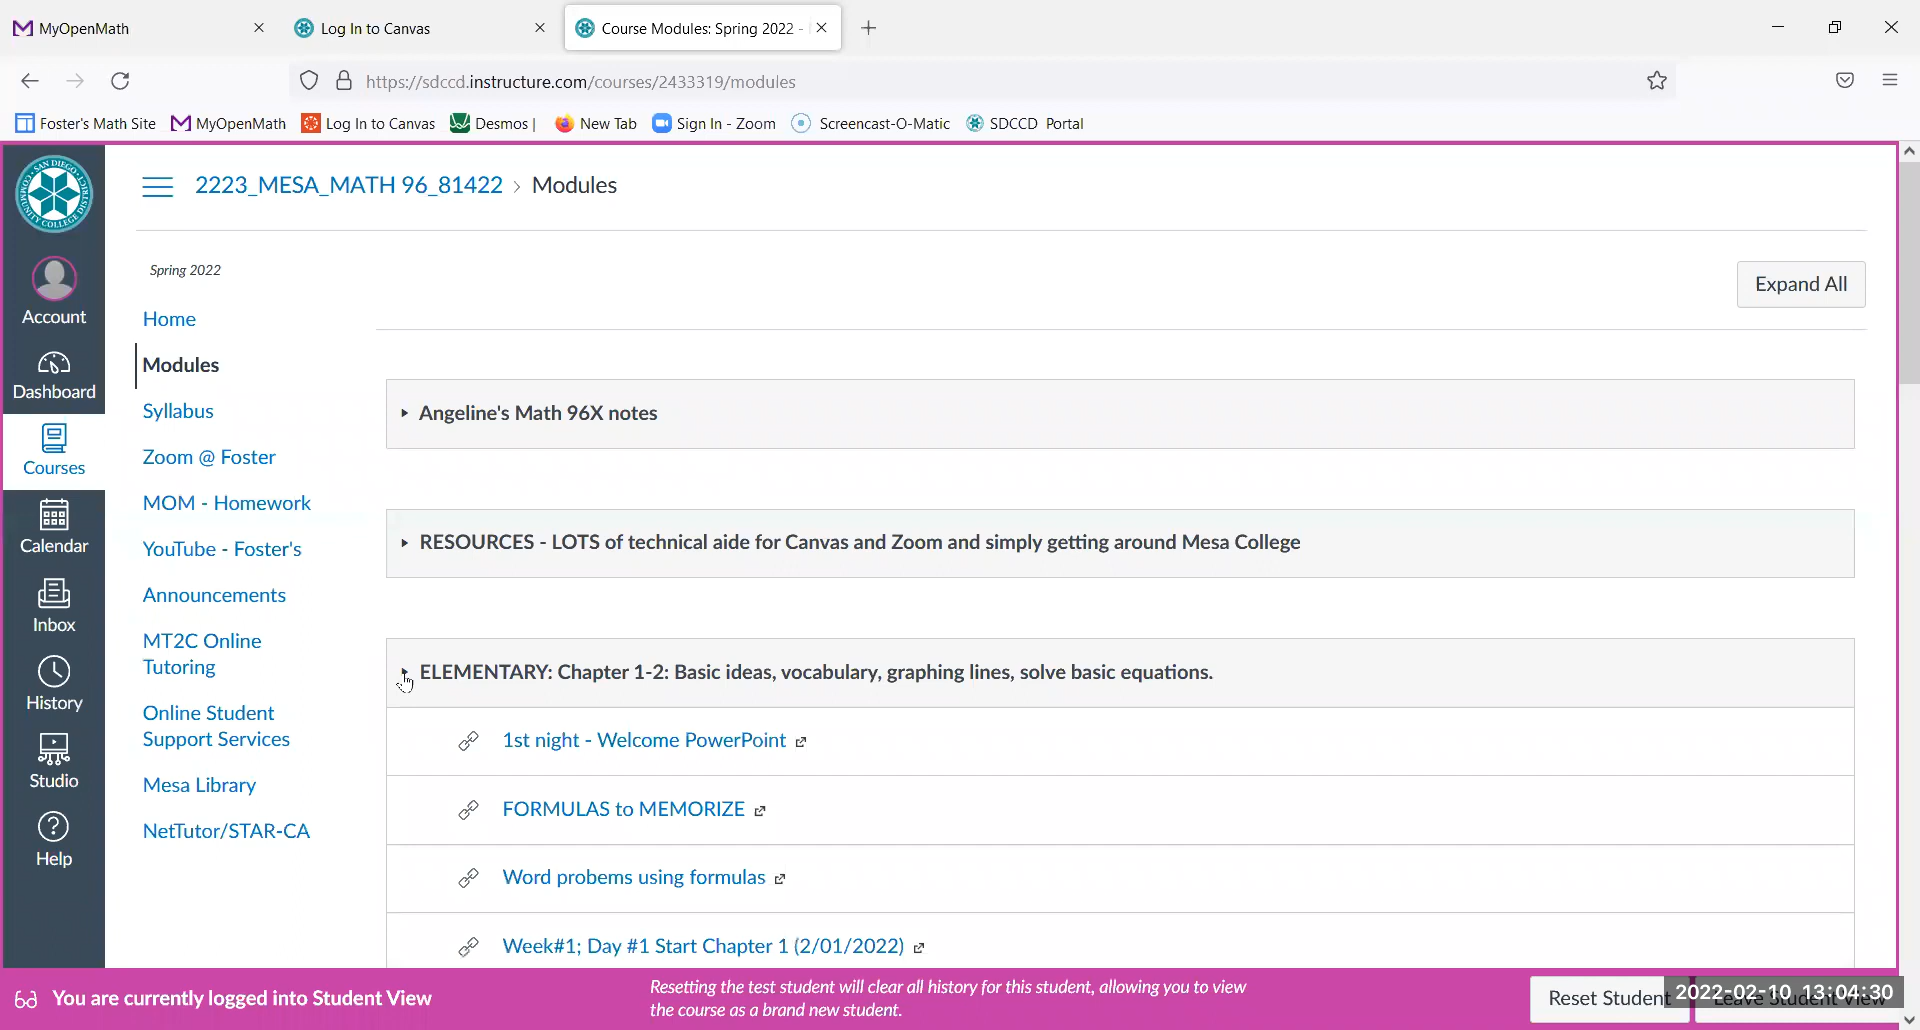 MyOpenMath
Log In to Canvas
Course Modules: Spring 2022 -
https://sdccd.instructure.com/courses/2433319/modules
Foster's Math Site MyOpenMath Log In to Canvas Desmos | New Tab Sign In - Zoom Screencast-O-Matic SDCCD Portal
SAN DIEGO
COMMUNITY COLLEGE DISTRICT
2223_MESA_MATH 96_81422 > Modules
Account
Dashboard
Courses
Calendar
Inbox
History
Studio
Help
Spring 2022
Home
Modules
Syllabus
Zoom @ Foster
MOM - Homework
YouTube - Foster's
Announcements
MT2C Online
Tutoring
Online Student
Support Services
Mesa Library
NetTutor/STAR-CA
Expand All
Angeline's Math 96X notes
RESOURCES - LOTS of technical aide for Canvas and Zoom and simply getting around Mesa College
ELEMENTARY: Chapter 1-2: Basic ideas, vocabulary, graphing lines, solve basic equations.
1st night - Welcome PowerPoint
FORMULAS to MEMORIZE
Word probems using formulas
Week#1; Day #1 Start Chapter 1 (2/01/2022)
You are currently logged into Student View
Resetting the test student will clear all history for this student, allowing you to view
the course as a brand new student.
Reset Student
Leave Student View
2022-02-10 13:04:30